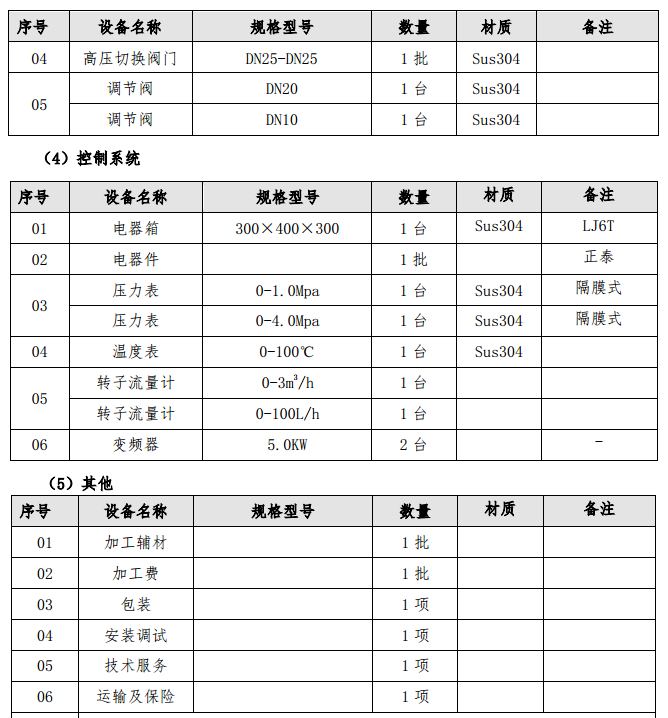 序号 设备名称 规格型号 数量 材质 备注
04 高压切换阀门 DN25-DN25 1批 Sus304
05 调节阀 DN20 1台 Sus304
调节阀 DN10 1台 Sus304
（4）控制系统
序号 设备名称 规格型号 数量 材质 备注
01 电器箱 300×400×300 1台 Sus304 LJ6T
02 电器件 1批 正泰
03 压力表 0-1.0Mpa 1台 Sus304 隔膜式
压力表 0-4.0Mpa 1台 Sus304 隔膜式
04 温度表 0-100℃ 1台 Sus304
05 转子流量计 0-3m³/h 1台
转子流量计 0-100L/h 1台
06 变频器 5.0KW 2台 -
（5）其他
序号 设备名称 规格型号 数量 材质 备注
01 加工辅材 1批
02 加工费 1批
03 包装 1项
04 安装调试 1项
05 技术服务 1项
06 运输及保险 1项